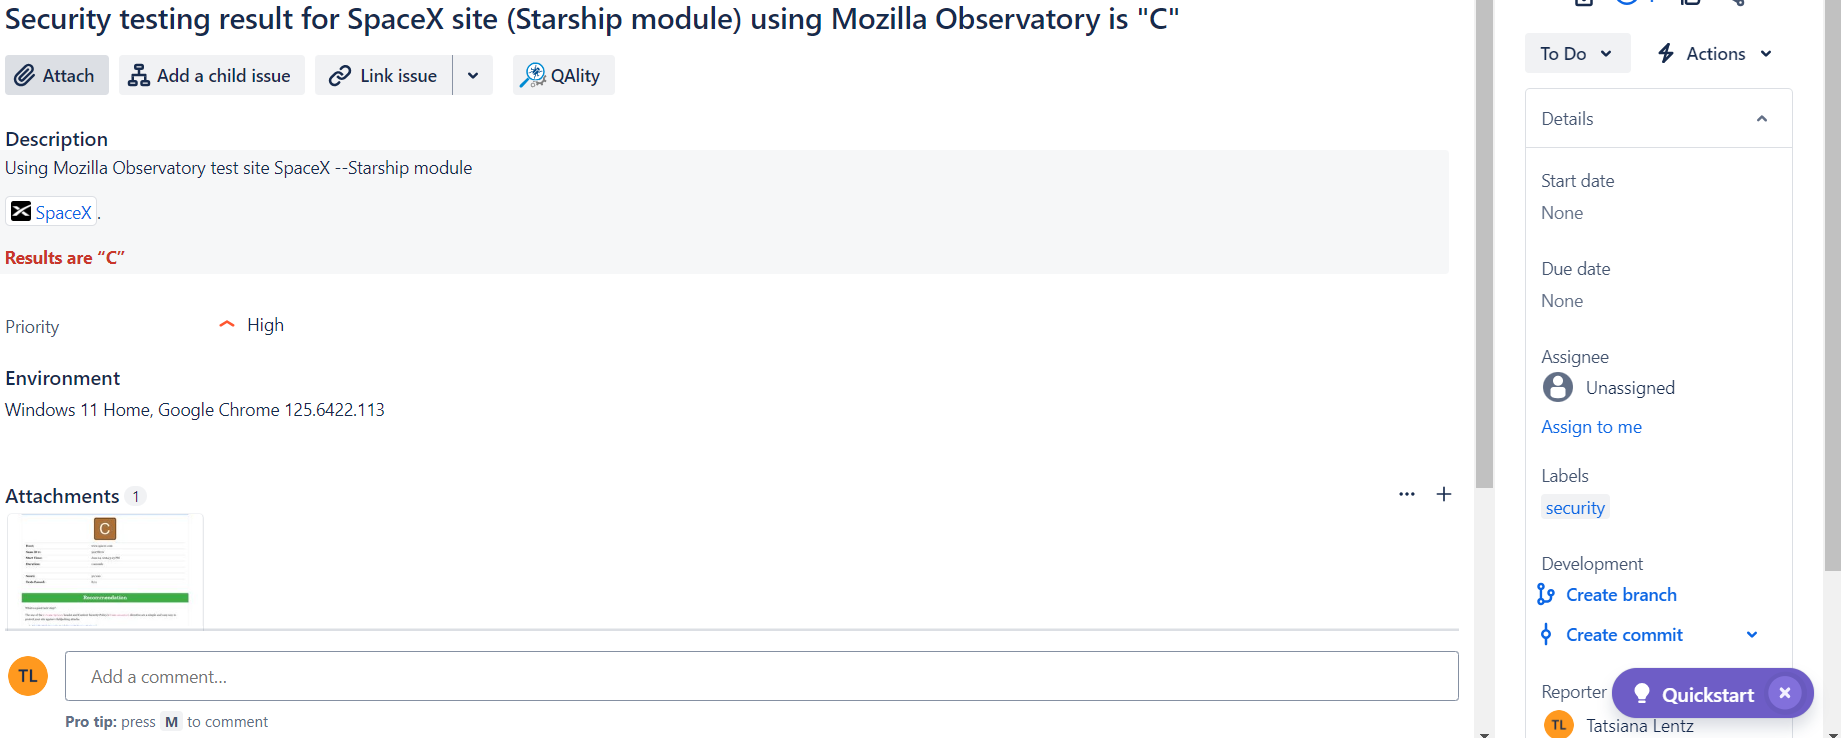 Security testing result for SpaceX site (Starship module) using Mozilla Observatory is "C"
Attach
Add a child issue
Link issue
QAlity
Description
Using Mozilla Observatory test site SpaceX --Starship module
SpaceX .
Results are “C”
Priority
High
Environment
Windows 11 Home, Google Chrome 125.6422.113
Attachments 1
C
Recommendation
TL
Add a comment...
Pro tip: press M to comment
To Do
Actions
Details
Start date
None
Due date
None
Assignee
Unassigned
Assign to me
Labels
security
Development
Create branch
Create commit
Reporter
Quickstart
TL
Tatsiana Lentz